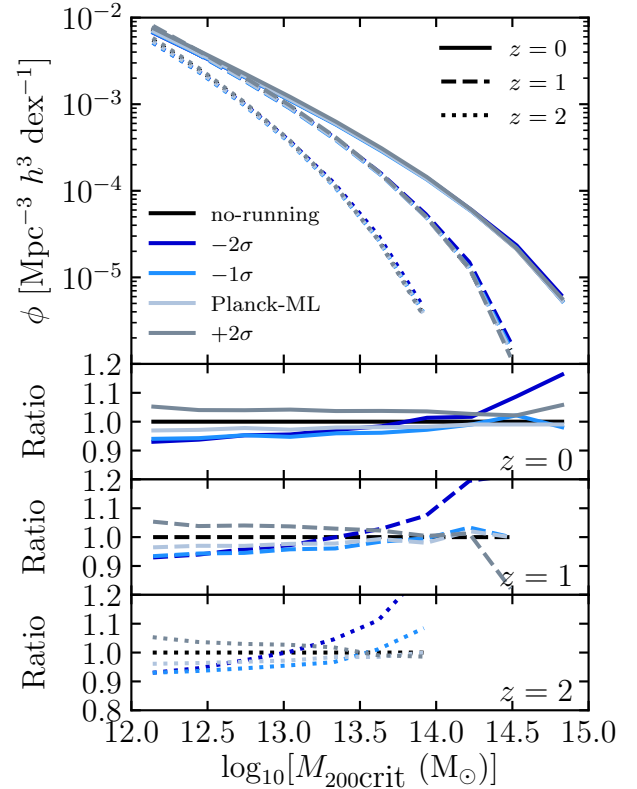 10⁻²
10⁻³
10⁻⁴
10⁻⁵
ϕ [Mpc⁻³ h³ dex⁻¹]
z = 0
z = 1
z = 2
no-running
−2σ
−1σ
Planck-ML
+2σ
1.2
1.1
1.0
0.9
Ratio
z = 0
1.2
1.1
1.0
0.9
Ratio
z = 1
1.2
1.1
1.0
0.9
0.8
Ratio
z = 2
12.0 12.5 13.0 13.5 14.0 14.5 15.0
log₁₀[M₂₀₀crit (M⊙)]